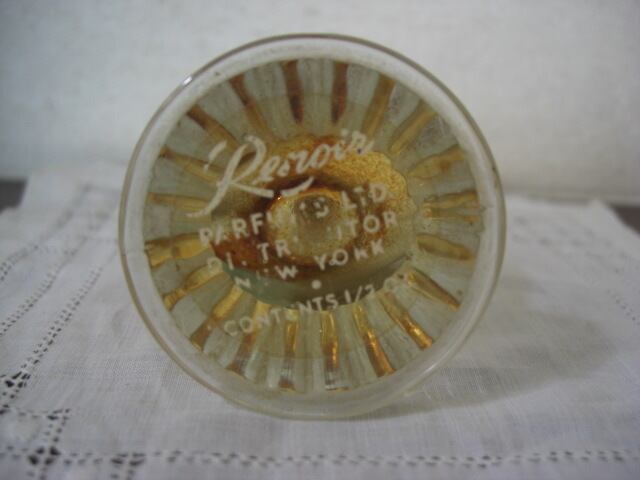 Renoir
PARFUMS LTD
DISTRIBUTOR
NEW YORK
CONTENTS 1/2 OZ